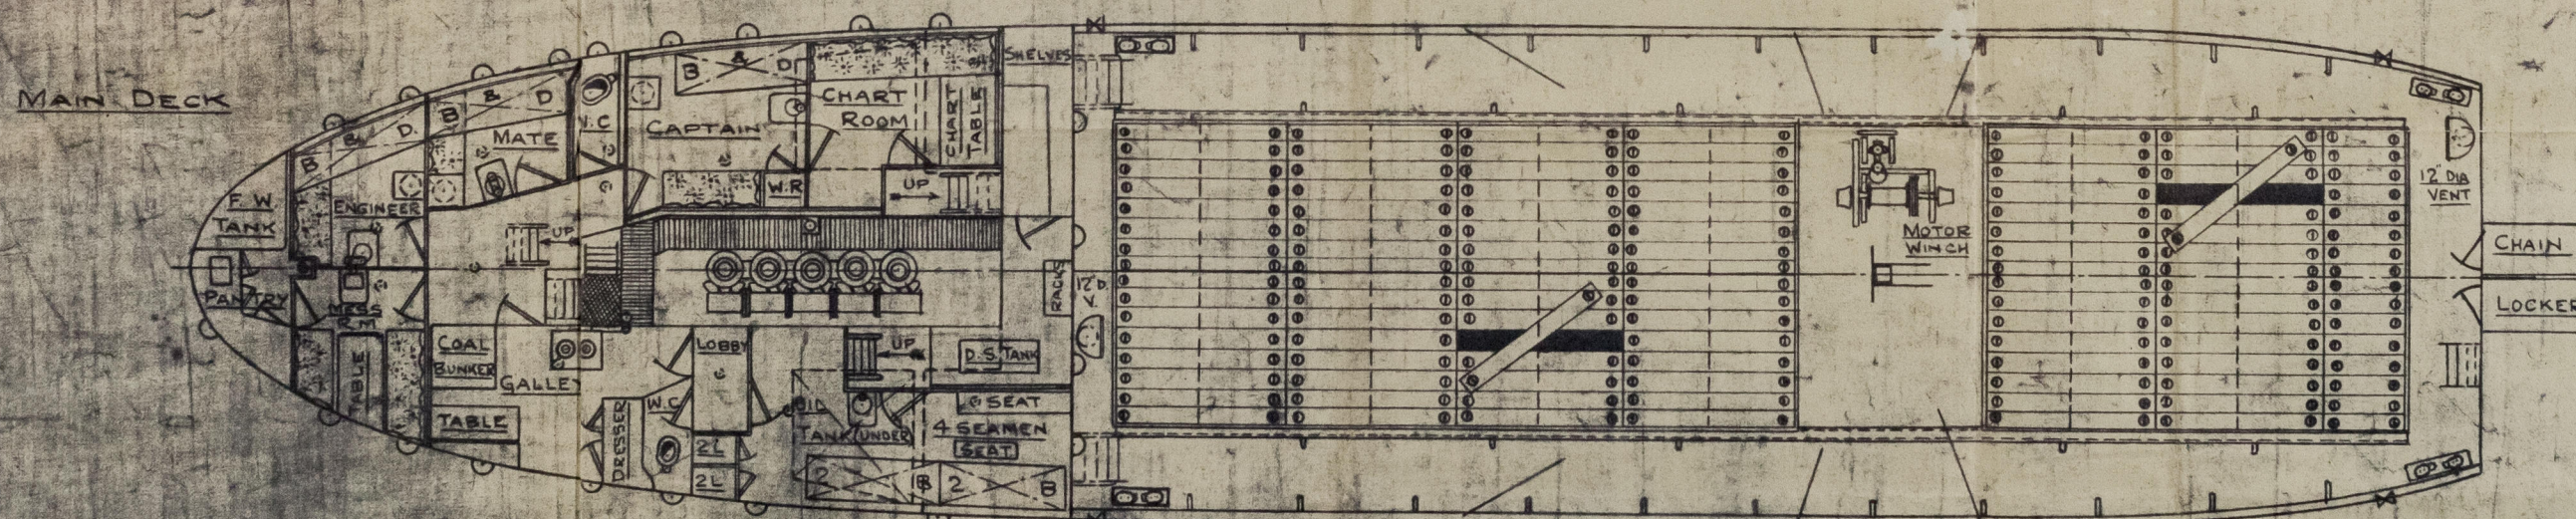 MAIN DECK
SHELVES
B & D
CHART
ROOM
CHART
TABLE
B & D
W.C
MATE
CAPTAIN
B & D.
W.R
UP
F. W.
TANK
ENGINEER
UP
PANTRY
MESS
RM
TABLE
COAL
BUNKER
GALLEY
TABLE
DRESSER
W.C
LOBBY
2L
2L
UP
D.S. TANK
OIL
TANK UNDER
SEAT
4 SEAMEN
SEAT
2 B
2 B
RACKS
12" D.
V.
MOTOR
WINCH
12" DIA
VENT
CHAIN
LOCKER